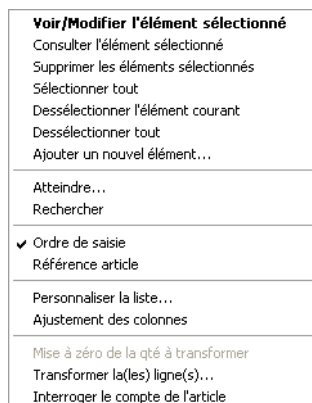 Voir/Modifier l'élément sélectionné
Consulter l'élément sélectionné
Supprimer les éléments sélectionnés
Sélectionner tout
Dessélectionner l'élément courant
Dessélectionner tout
Ajouter un nouvel élément...
Atteindre...
Rechercher
Ordre de saisie
Référence article
Personnaliser la liste...
Ajustement des colonnes
Mise à zéro de la qté à transformer
Transformer la(les) ligne(s)...
Interroger le compte de l'article